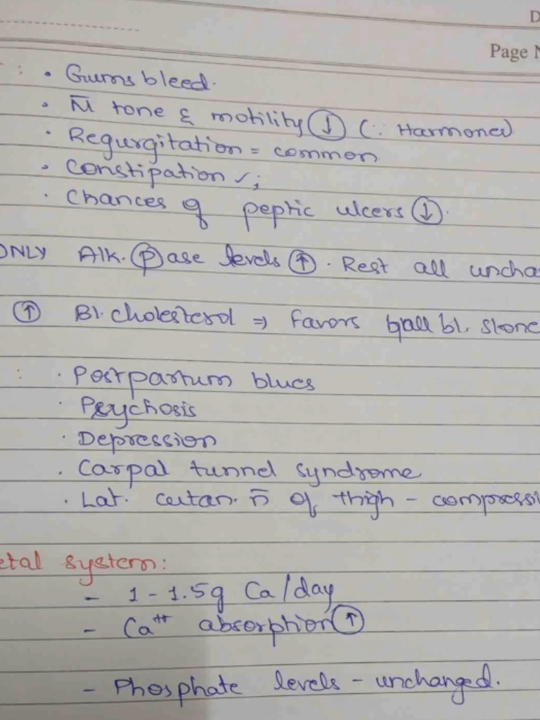 D
Page N
: • Gums bleed.
• M̄ tone & motility ↓ (∵ Harmones)
• Regurgitation = common
• Constipation ✓;
• Chances of peptic ulcers ↓.
ONLY Alk. (P)ase levels ↑. Rest all uncha
↑ Bl. cholesterol ⇒ favors gall bl. stone
: • Postpartum blues
• Psychosis
• Depression
• Carpal tunnel syndrome
• Lat. cutan. n̄ of thigh - compressi
etal system:
- 1 - 1.5g Ca/day
- Ca⁺⁺ absorption ↑
- Phosphate levels - unchanged.